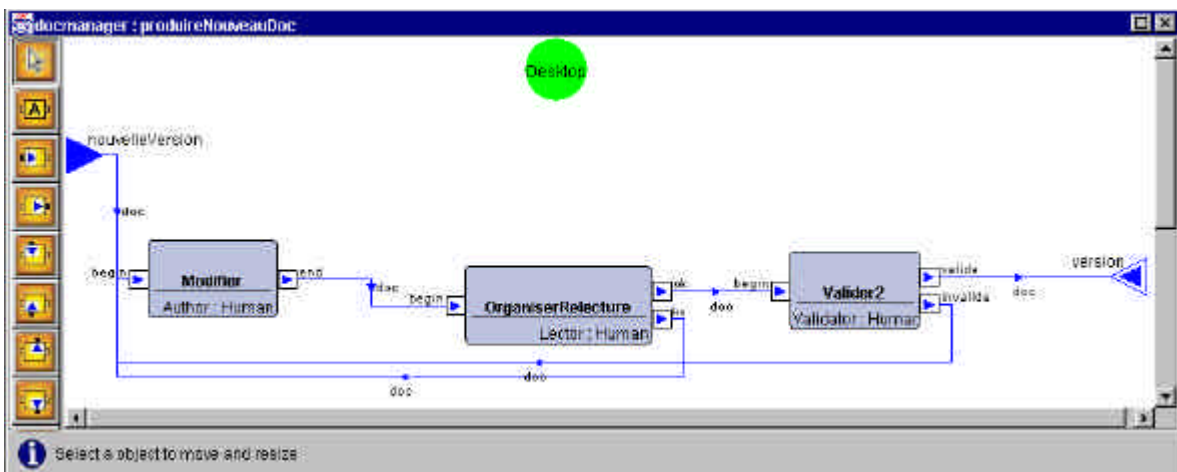 docmanager : produireNouveauDoc
Desktop
A
nouvelleVersion
doc
begin
Modifier
Author : Human
end
doc
begin
OrganiserRelecture
Lector : Human
ok
doc
begin
Valider2
Validator : Human
valide
invalide
doc
version
doc
doc
Select a object to move and resize